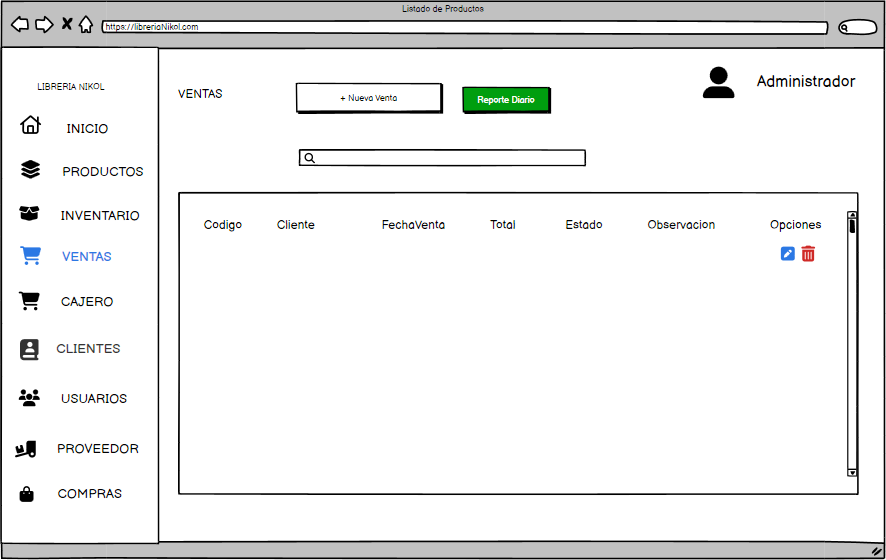 Listado de Productos
https://libreriaNikol.com
LIBRERIA NIKOL
INICIO
PRODUCTOS
INVENTARIO
VENTAS
CAJERO
CLIENTES
USUARIOS
PROVEEDOR
COMPRAS
VENTAS
+ Nueva Venta
Reporte Diario
Administrador
Codigo Cliente FechaVenta Total Estado Observacion Opciones